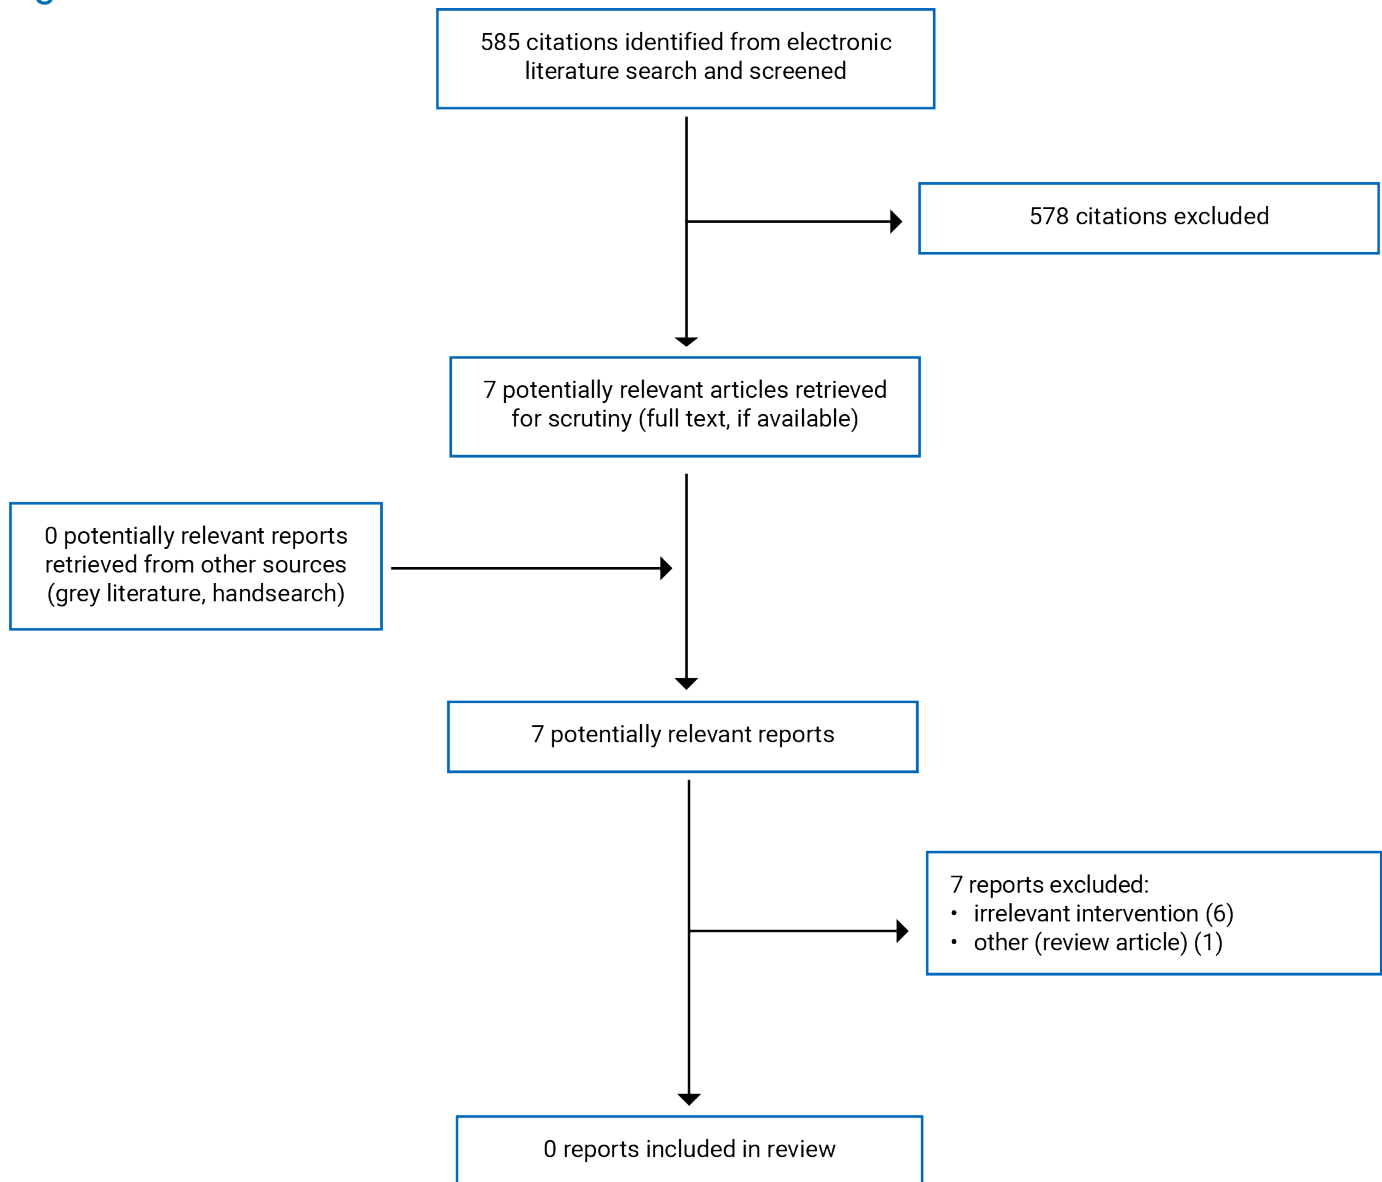 585 citations identified from electronic
literature search and screened
578 citations excluded
7 potentially relevant articles retrieved
for scrutiny (full text, if available)
0 potentially relevant reports
retrieved from other sources
(grey literature, handsearch)
7 potentially relevant reports
7 reports excluded:
• irrelevant intervention (6)
• other (review article) (1)
0 reports included in review